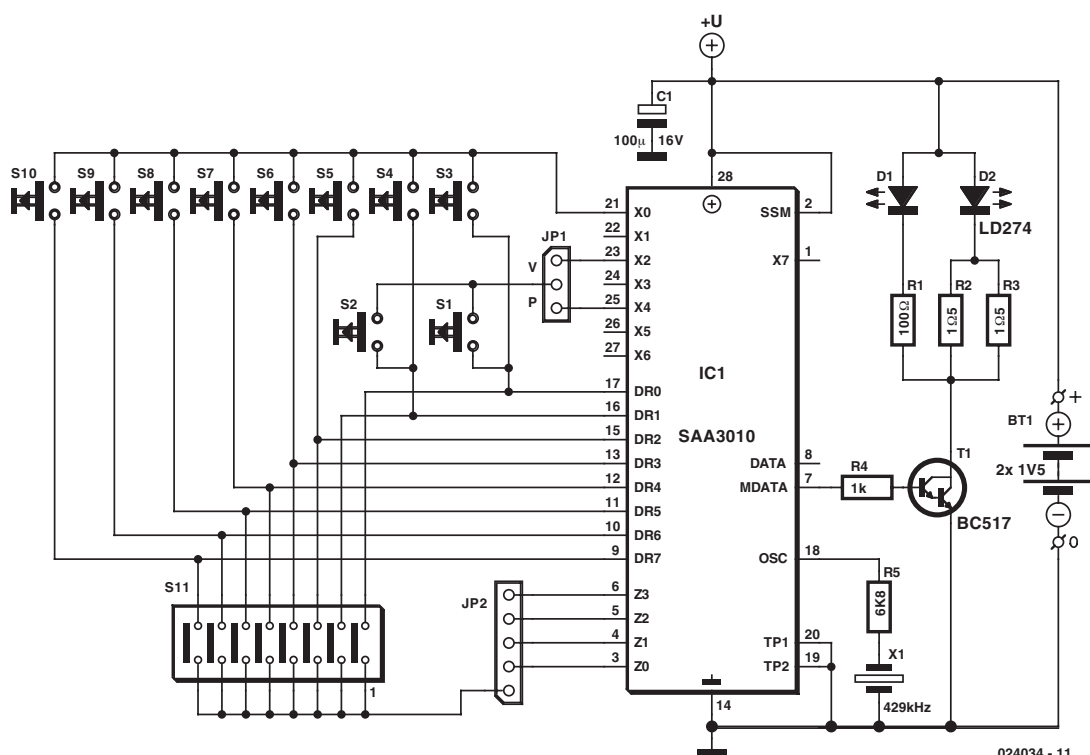 +U
C1
100µ 16V
S10 S9 S8 S7 S6 S5 S4 S3
D1 D2
LD274
28
21 X0 SSM 2
22 X1
JP1
23 X2 X7 1
V
24 X3
P
25 X4
26 X5
27 X6
S2 S1
R1 R2 R3
100Ω 1Ω5 1Ω5
IC1
SAA3010
17 DR0
16 DR1
15 DR2
13 DR3 DATA 8
12 DR4 MDATA 7
11 DR5
10 DR6
9 DR7 OSC 18
R4
1k
T1
BC517
BT1
+
2x 1V5
0
S11
1
JP2
6 Z3
5 Z2
4 Z1 TP1 20
3 Z0 TP2 19
14
R5
6K8
X1
429kHz
024034 - 11